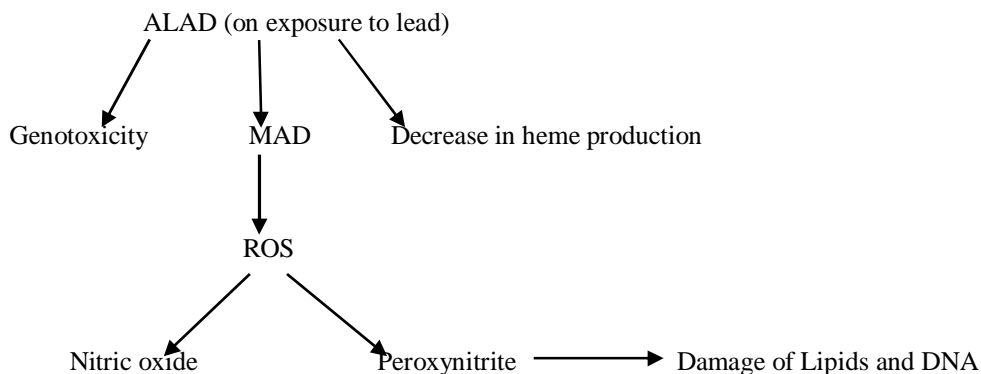 ALAD (on exposure to lead)
Genotoxicity MAD Decrease in heme production
ROS
Nitric oxide Peroxynitrite Damage of Lipids and DNA